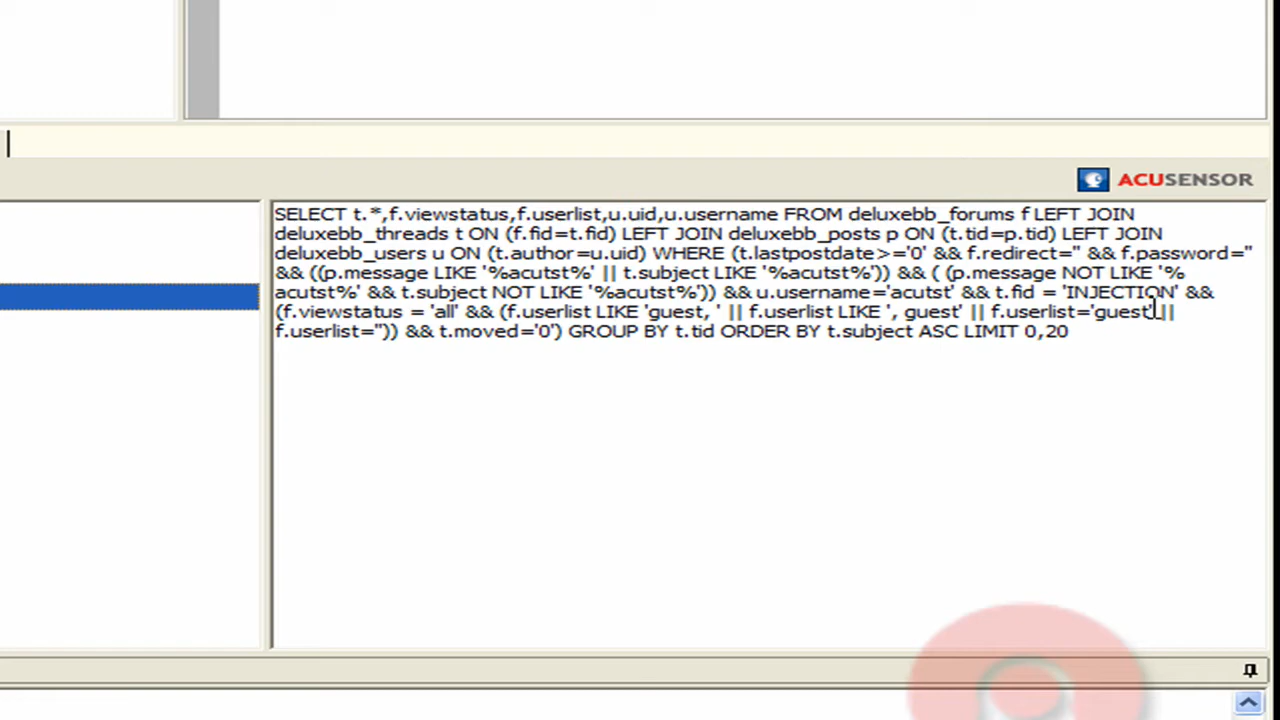 ACUSENSOR
SELECT t.*,f.viewstatus,f.userlist,u.uid,u.username FROM deluxebb_forums f LEFT JOIN
deluxebb_threads t ON (f.fid=t.fid) LEFT JOIN deluxebb_posts p ON (t.tid=p.tid) LEFT JOIN
deluxebb_users u ON (t.author=u.uid) WHERE (t.lastpostdate>='0' && f.redirect='' && f.password=''
&& ((p.message LIKE '%acutst%' || t.subject LIKE '%acutst%')) && ( (p.message NOT LIKE '%
acutst%' && t.subject NOT LIKE '%acutst%')) && u.username='acutst' && t.fid = 'INJECTION' &&
(f.viewstatus = 'all' && (f.userlist LIKE 'guest, ' || f.userlist LIKE ', guest' || f.userlist='guest' ||
f.userlist='')) && t.moved='0') GROUP BY t.tid ORDER BY t.subject ASC LIMIT 0,20